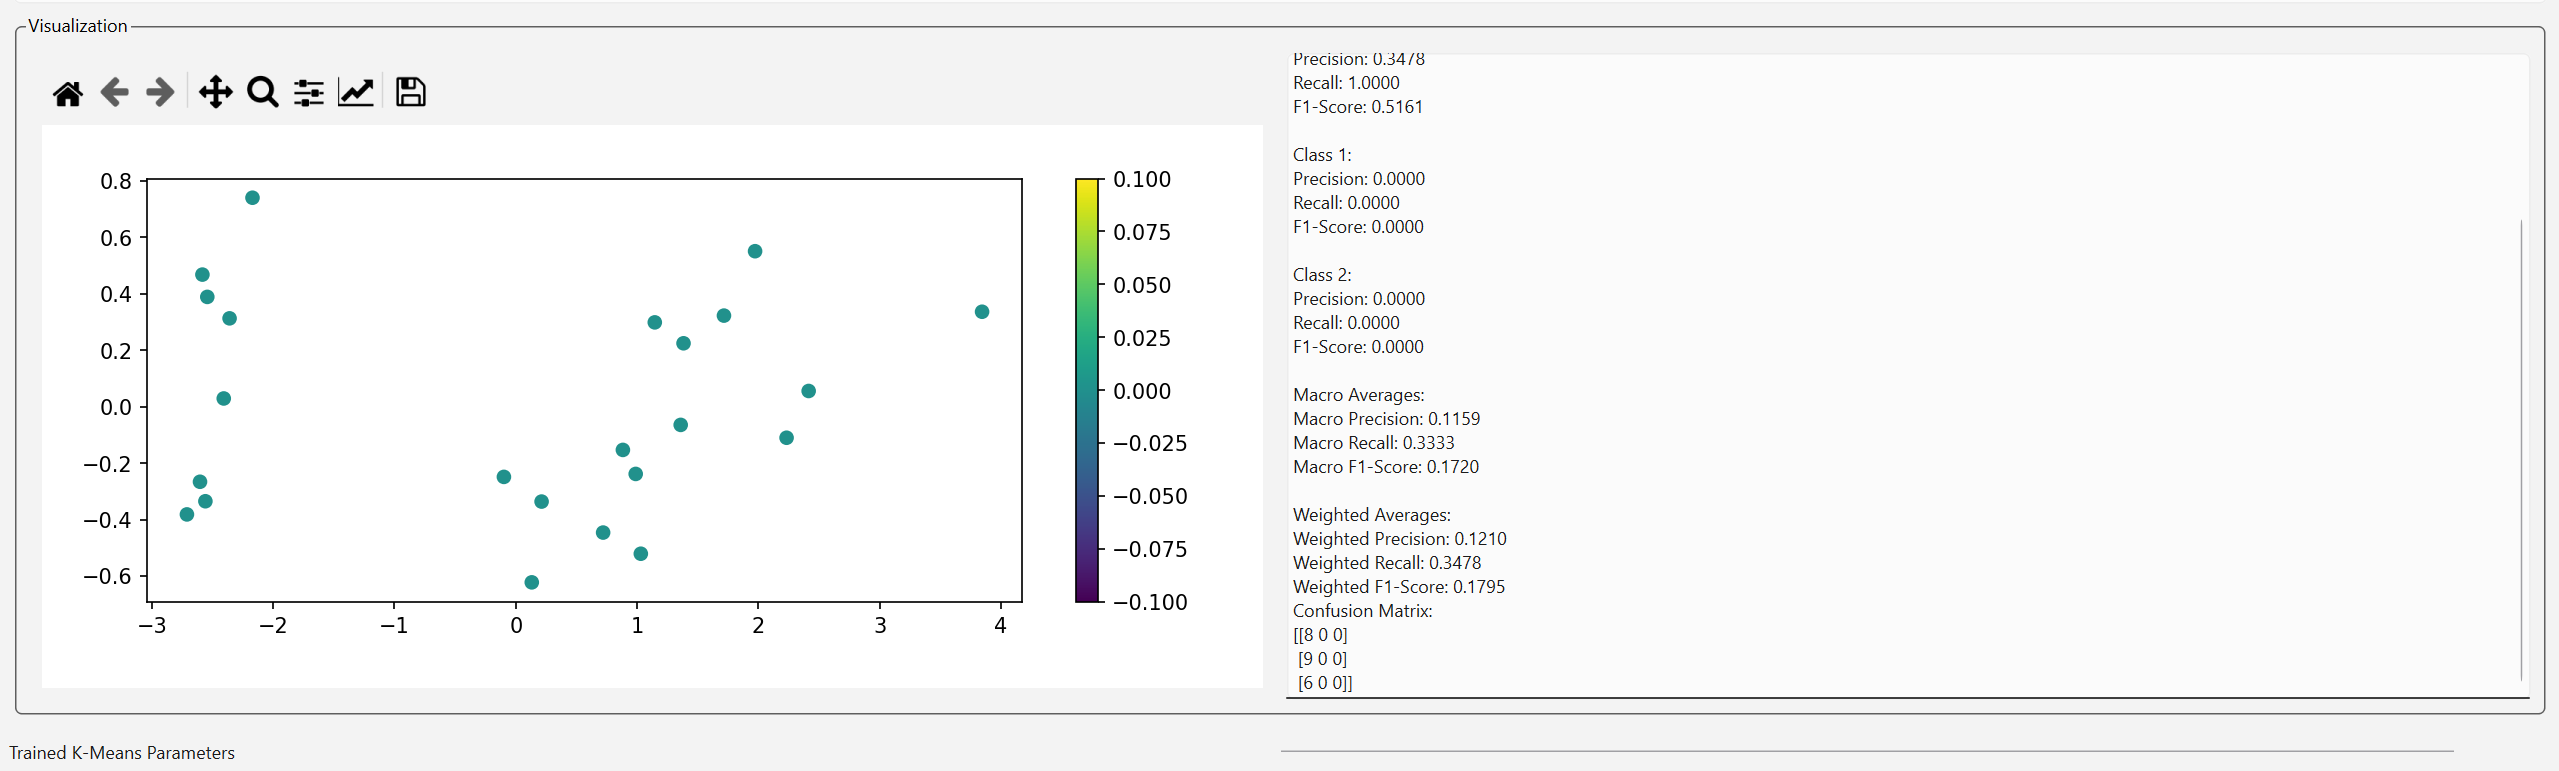 Visualization
0.8
0.6
0.4
0.2
0.0
−0.2
−0.4
−0.6
−3 −2 −1 0 1 2 3 4
0.100
0.075
0.050
0.025
0.000
−0.025
−0.050
−0.075
−0.100
Precision: 0.3478
Recall: 1.0000
F1-Score: 0.5161
Class 1:
Precision: 0.0000
Recall: 0.0000
F1-Score: 0.0000
Class 2:
Precision: 0.0000
Recall: 0.0000
F1-Score: 0.0000
Macro Averages:
Macro Precision: 0.1159
Macro Recall: 0.3333
Macro F1-Score: 0.1720
Weighted Averages:
Weighted Precision: 0.1210
Weighted Recall: 0.3478
Weighted F1-Score: 0.1795
Confusion Matrix:
[[8 0 0]
[9 0 0]
[6 0 0]]
Trained K-Means Parameters